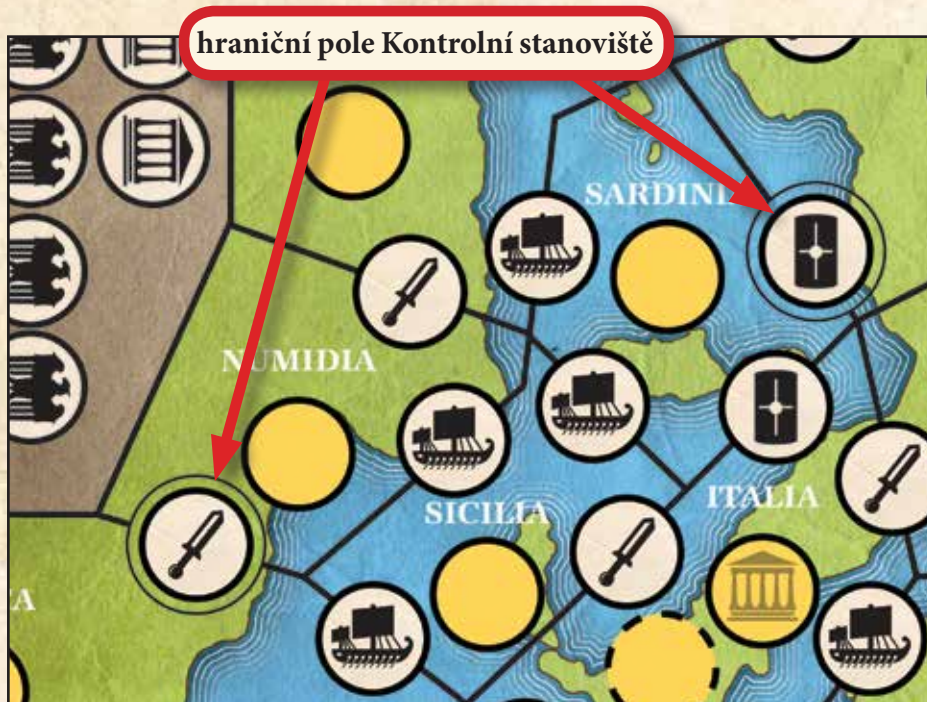 hraniční pole Kontrolní stanoviště
SARDINI
NUMIDIA
SICILIA
ITALIA
A